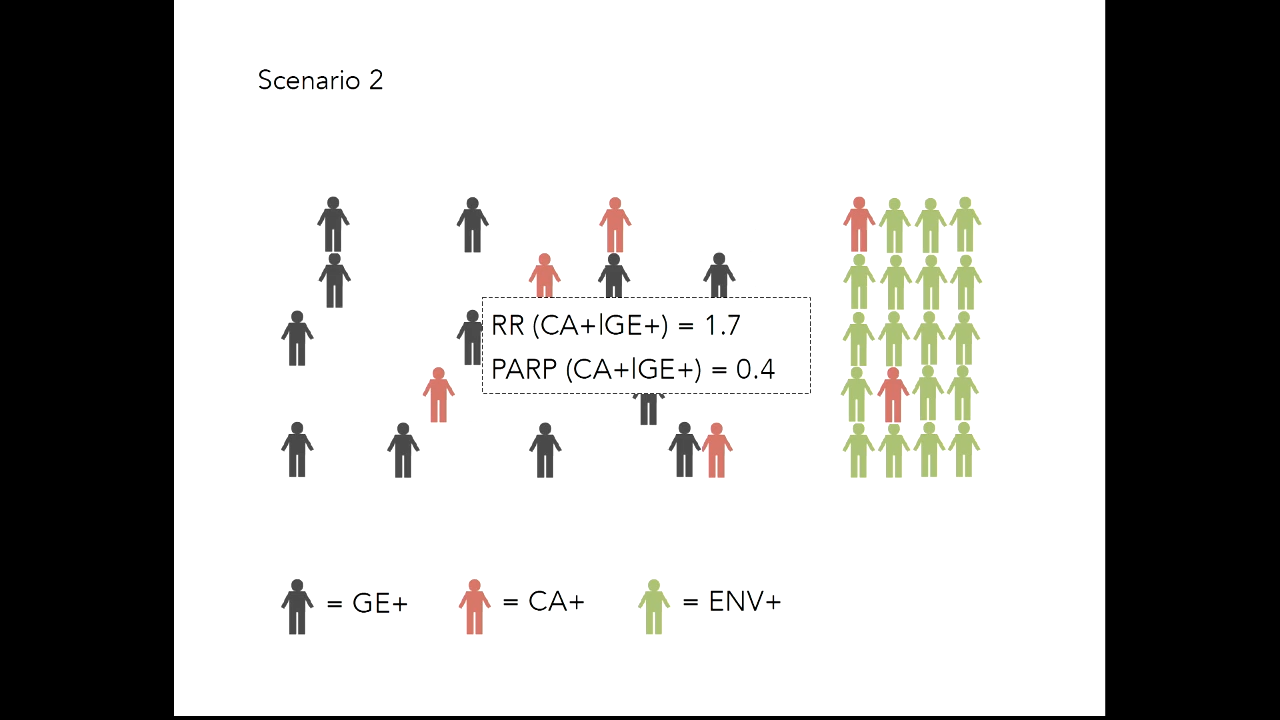 Scenario 2
RR (CA+|GE+) = 1.7
PARP (CA+|GE+) = 0.4
= GE+ = CA+ = ENV+